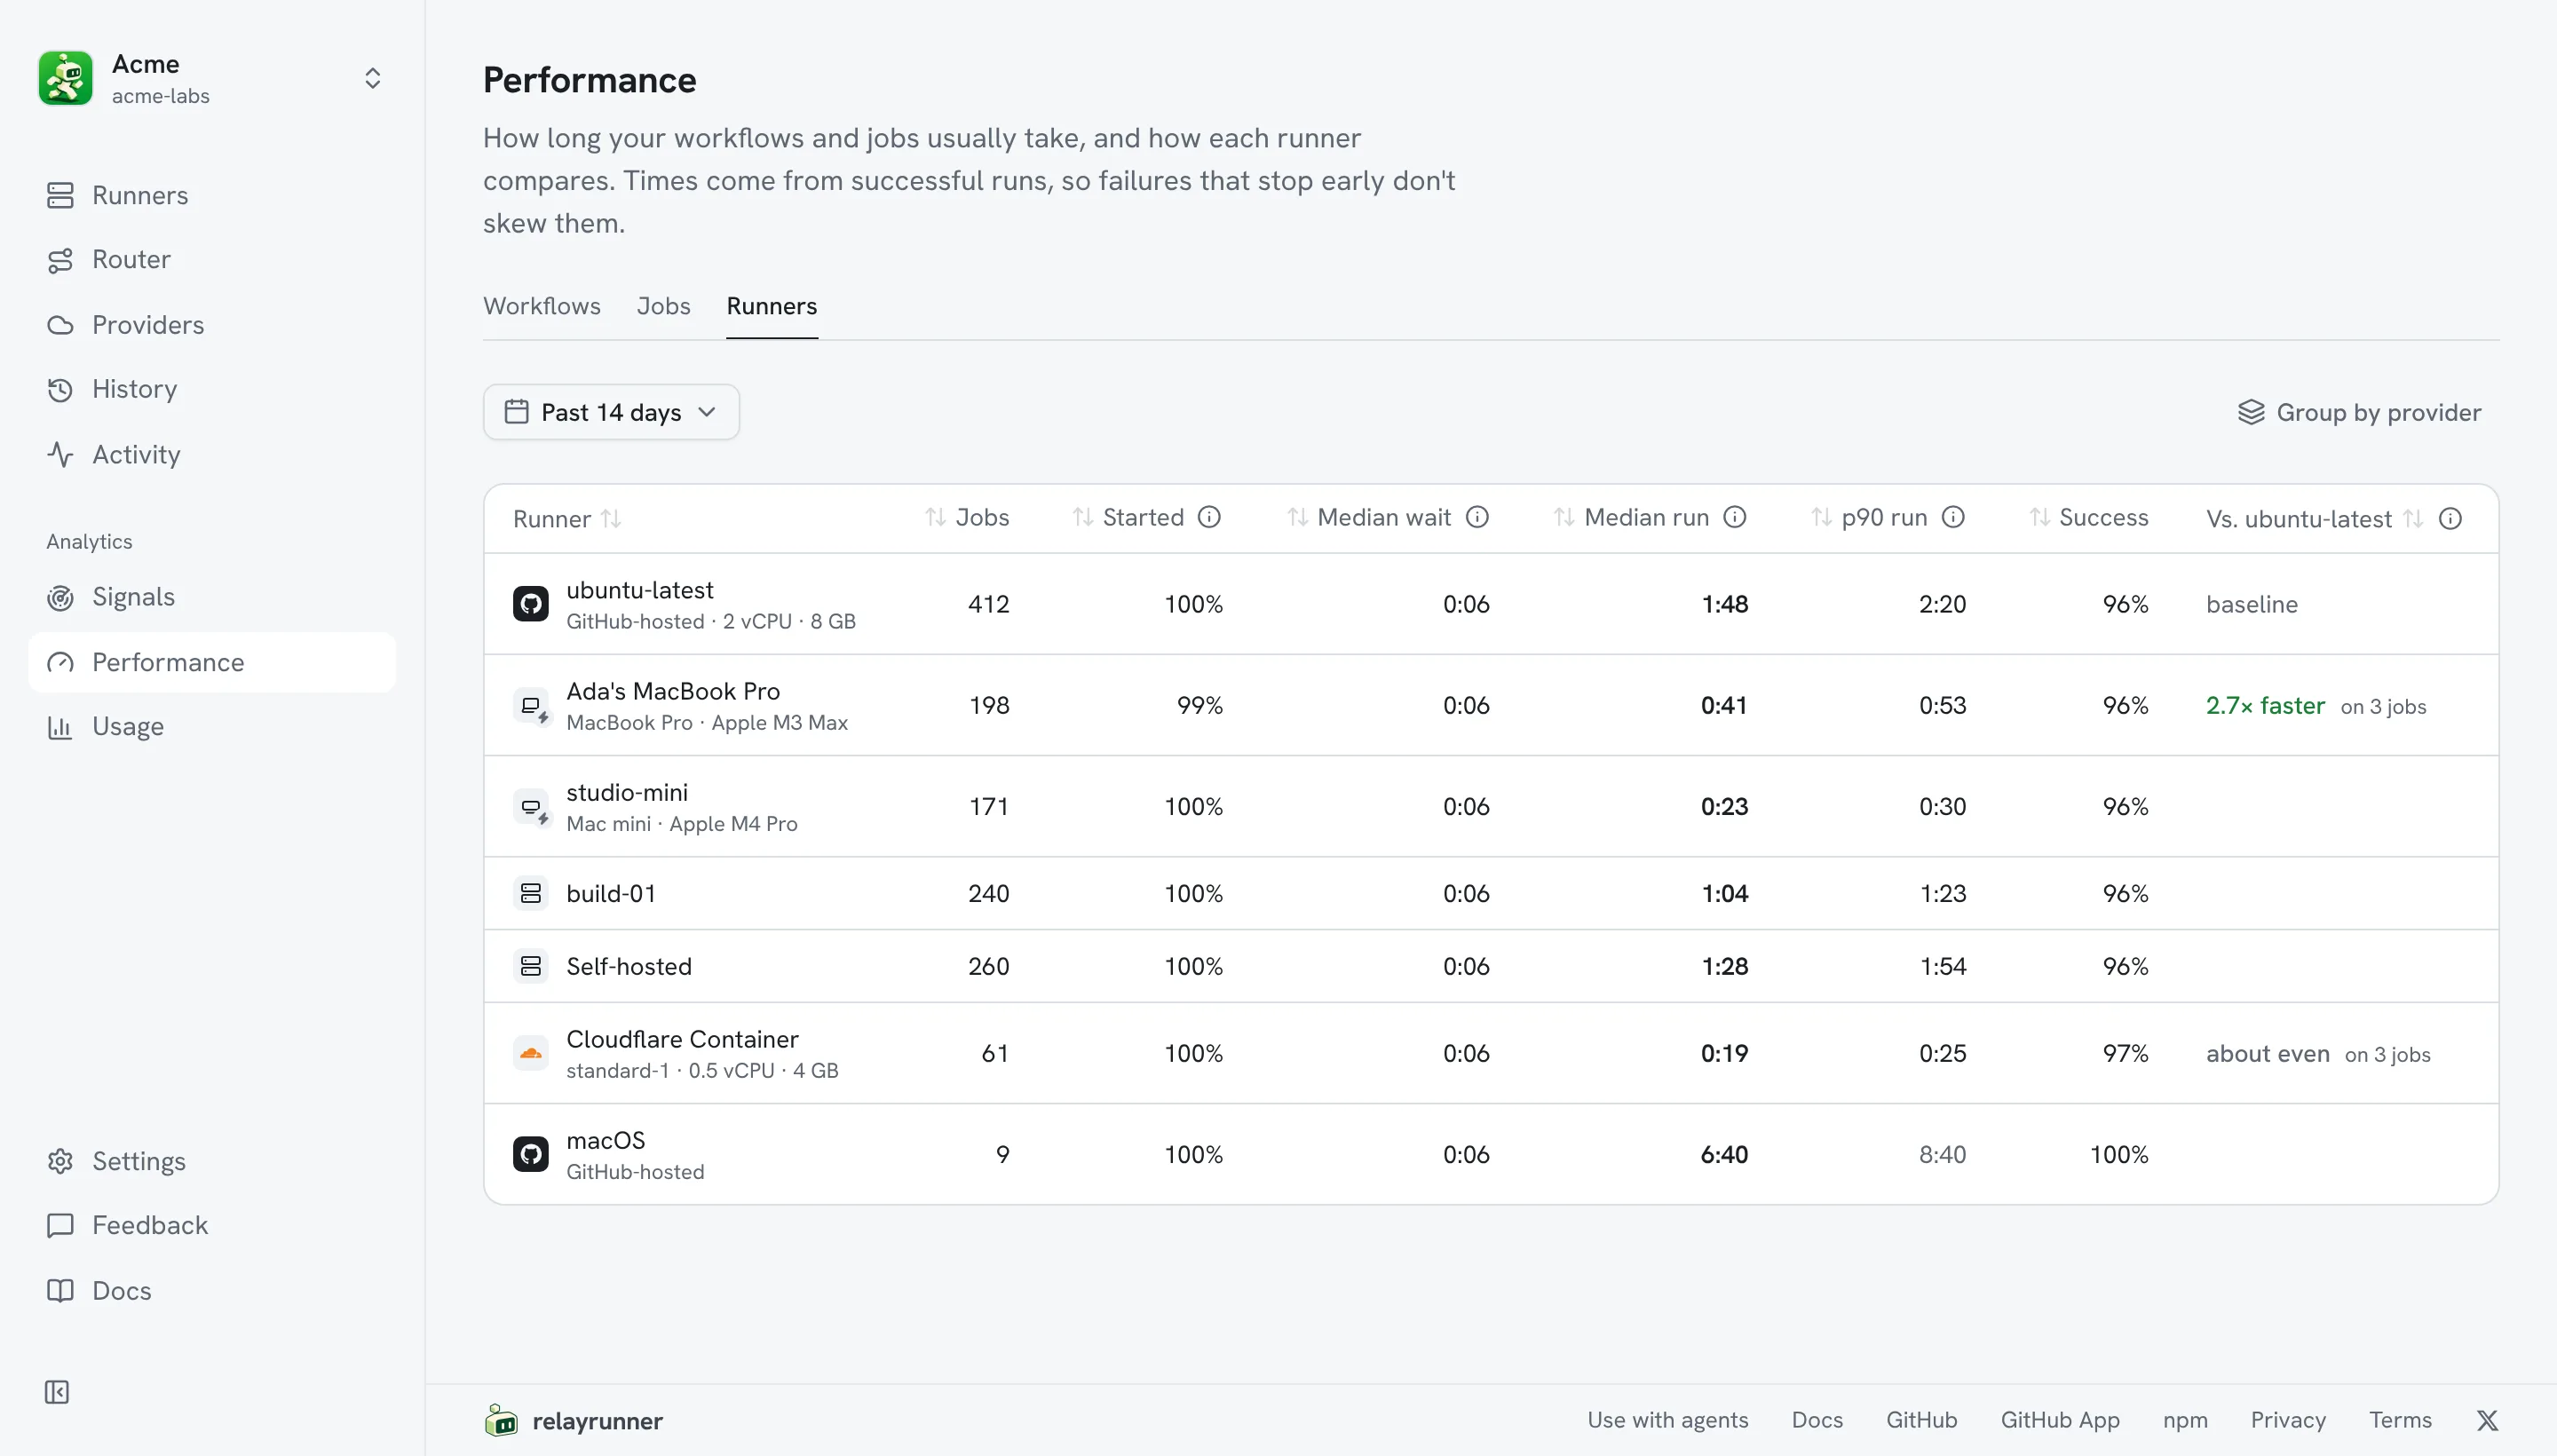 Acme
acme-labs
Runners
Router
Providers
History
Activity
Analytics
Signals
Performance
Usage
Settings
Feedback
Docs
Performance
How long your workflows and jobs usually take, and how each runner
compares. Times come from successful runs, so failures that stop early don't
skew them.
Workflows Jobs Runners
Past 14 days Group by provider
Runner Jobs Started Median wait Median run p90 run Success Vs. ubuntu-latest
ubuntu-latest
GitHub-hosted · 2 vCPU · 8 GB
412 100% 0:06 1:48 2:20 96% baseline
Ada's MacBook Pro
MacBook Pro · Apple M3 Max
198 99% 0:06 0:41 0:53 96% 2.7× faster on 3 jobs
studio-mini
Mac mini · Apple M4 Pro
171 100% 0:06 0:23 0:30 96%
build-01 240 100% 0:06 1:04 1:23 96%
Self-hosted 260 100% 0:06 1:28 1:54 96%
Cloudflare Container
standard-1 · 0.5 vCPU · 4 GB
61 100% 0:06 0:19 0:25 97% about even on 3 jobs
macOS
GitHub-hosted
9 100% 0:06 6:40 8:40 100%
relayrunner
Use with agents Docs GitHub GitHub App npm Privacy Terms